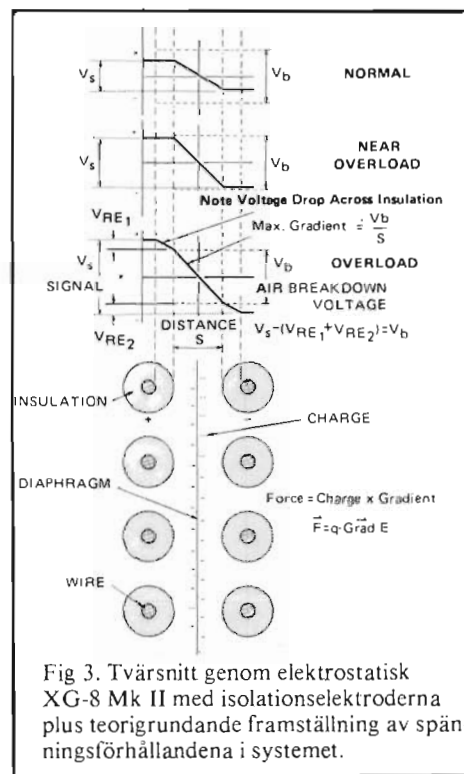 Vs
Vb
NORMAL
Vs
Vb
NEAR
OVERLOAD
Note Voltage Drop Across Insulation
VRE1
Max. Gradient ÷ Vb/S
Vs
Vb
OVERLOAD
SIGNAL
AIR BREAKDOWN
VOLTAGE
VRE2
DISTANCE
S
Vs-(VRE1+VRE2)=Vb
INSULATION
+
−
CHARGE
DIAPHRAGM
Force = Charge x Gradient
F=q·Grad E
WIRE
Fig 3. Tvärsnitt genom elektrostatisk
XG-8 Mk II med isolationselektroderna
plus teorigrundande framställning av spän
ningsförhållandena i systemet.